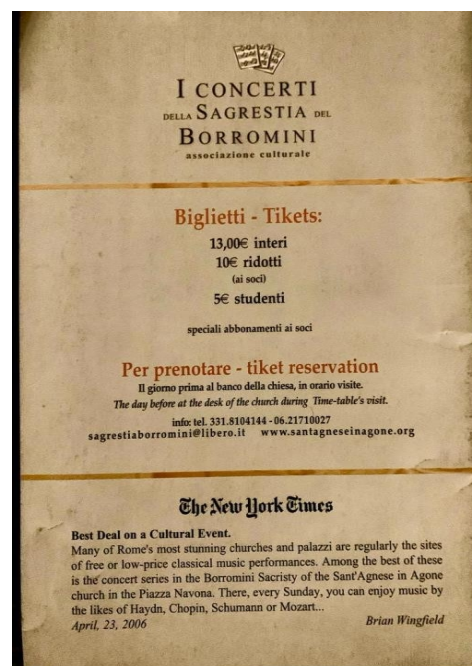 I CONCERTI
DELLA SAGRESTIA DEL
BORROMINI
associazione culturale
Biglietti - Tikets:
13,00€ interi
10€ ridotti
(ai soci)
5€ studenti
speciali abbonamenti ai soci
Per prenotare - tiket reservation
Il giorno prima al banco della chiesa, in orario visite.
The day before at the desk of the church during Time-table's visit.
info: tel. 331.8104144 - 06.21710027
sagrestiaborromini@libero.it www.santagneseinagone.org
The New York Times
Best Deal on a Cultural Event.
Many of Rome's most stunning churches and palazzi are regularly the sites
of free or low-price classical music performances. Among the best of these
is the concert series in the Borromini Sacristy of the Sant'Agnese in Agone
church in the Piazza Navona. There, every Sunday, you can enjoy music by
the likes of Haydn, Chopin, Schumann or Mozart...
April, 23, 2006 Brian Wingfield